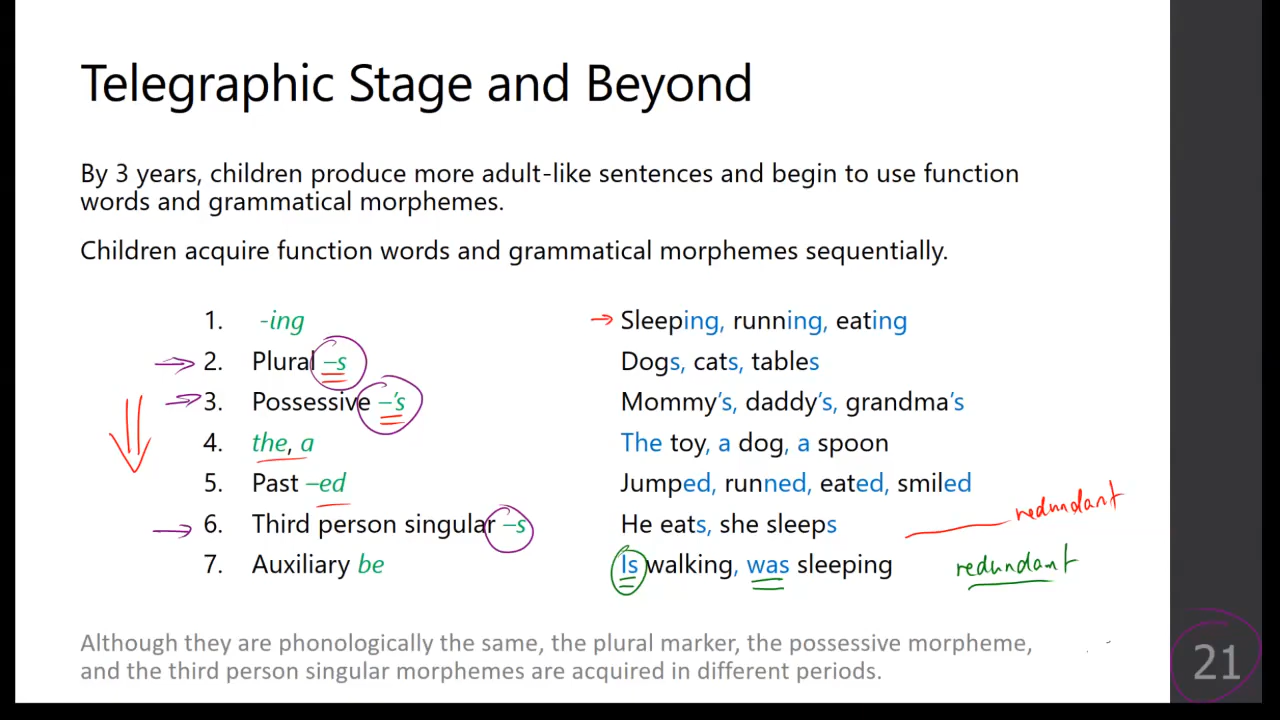 Telegraphic Stage and Beyond
By 3 years, children produce more adult-like sentences and begin to use function
words and grammatical morphemes.
Children acquire function words and grammatical morphemes sequentially.
1. -ing Sleeping, running, eating
2. Plural –s Dogs, cats, tables
3. Possessive –'s Mommy's, daddy's, grandma's
4. the, a The toy, a dog, a spoon
5. Past –ed Jumped, runned, eated, smiled
6. Third person singular –s He eats, she sleeps redundant
7. Auxiliary be Is walking, was sleeping redundant
Although they are phonologically the same, the plural marker, the possessive morpheme,
and the third person singular morphemes are acquired in different periods.
21